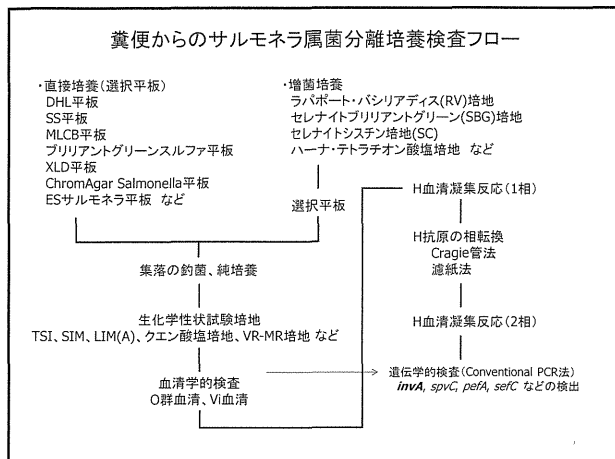 糞便からのサルモネラ属菌分離培養検査フロー
・直接培養(選択平板)
DHL平板
SS平板
MLCB平板
ブリリアントグリーンスルファ平板
XLD平板
ChromAgar Salmonella平板
ESサルモネラ平板 など
・増菌培養
ラパポート・バシリアディス(RV)培地
セレナイトブリリアントグリーン(SBG)培地
セレナイトシスチン培地(SC)
ハーナ・テトラチオン酸塩培地 など
選択平板
集落の釣菌、純培養
生化学性状試験培地
TSI、SIM、LIM(A)、クエン酸塩培地、VR-MR培地 など
血清学的検査
O群血清、Vi血清
H血清凝集反応(1相)
H抗原の相転換
Cragie管法
濾紙法
H血清凝集反応(2相)
遺伝学的検査(Conventional PCR法)
invA, spvC, pefA, sefC などの検出